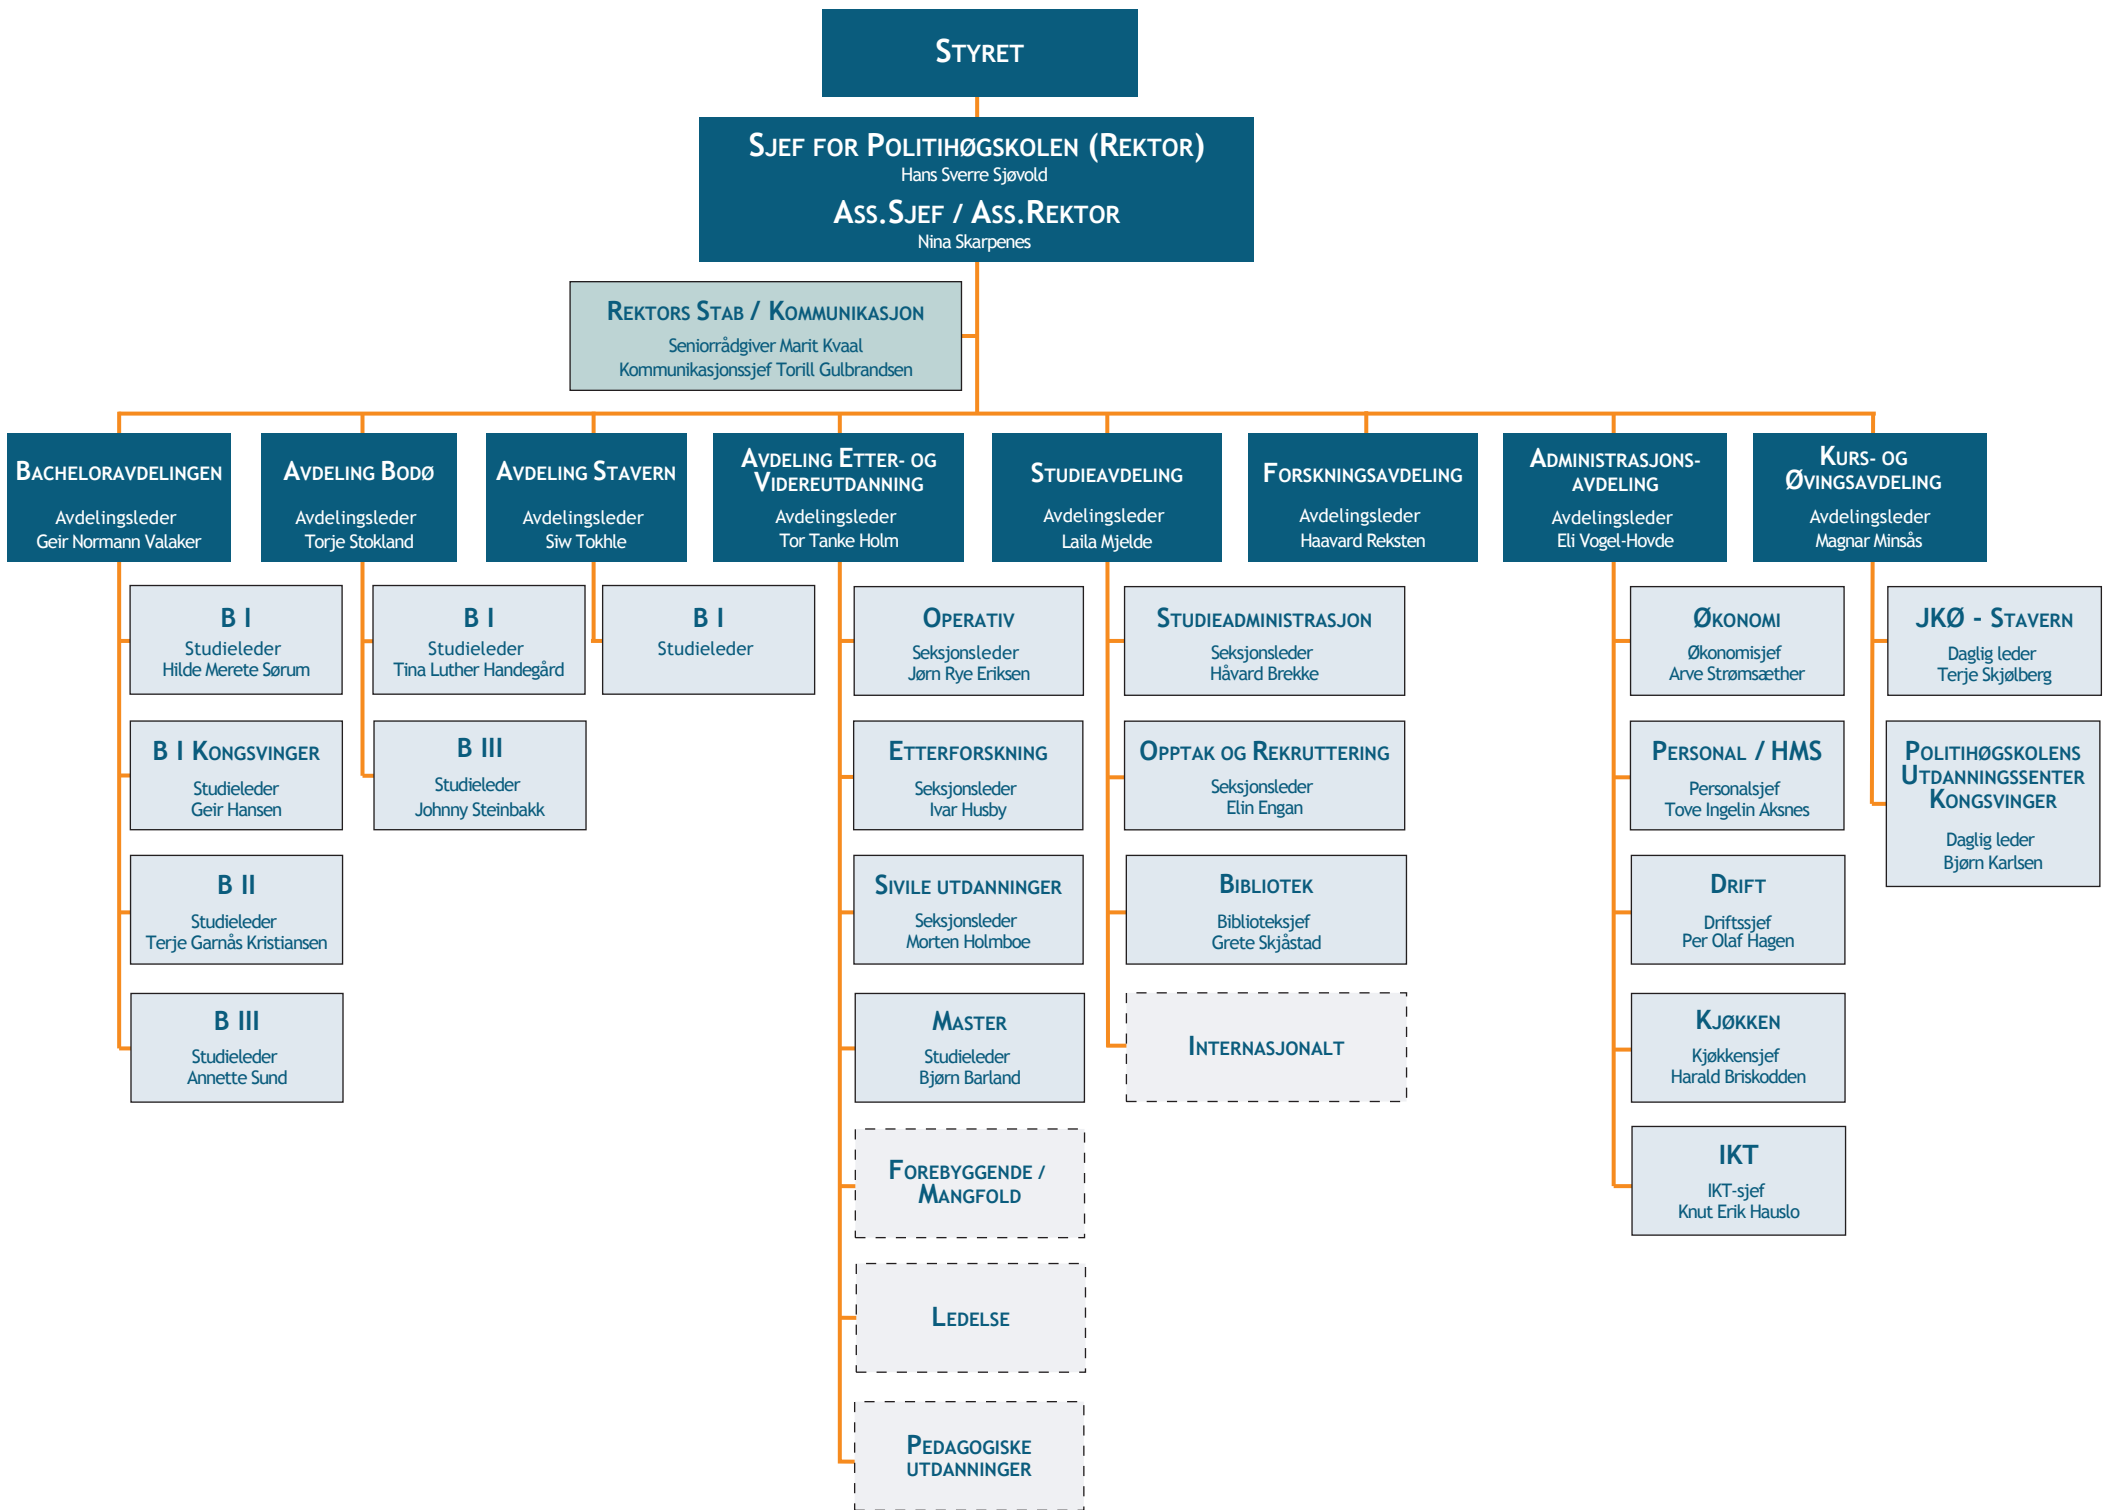 STYRET
SJEF FOR POLITIHØGSKOLEN (REKTOR)
Hans Sverre Sjøvold
ASS.SJEF / ASS.REKTOR
Nina Skarpenes
REKTORS STAB / KOMMUNIKASJON
Seniorrådgiver Marit Kvaal
Kommunikasjonssjef Torill Gulbrandsen
BACHELORAVDELINGEN
Avdelingsleder
Geir Normann Valaker
AVDELING BODØ
Avdelingsleder
Torje Stokland
AVDELING STAVERN
Avdelingsleder
Siw Tokhle
AVDELING ETTER- OG
VIDEREUTDANNING
Avdelingsleder
Tor Tanke Holm
STUDIEAVDELING
Avdelingsleder
Laila Mjelde
FORSKNINGSAVDELING
Avdelingsleder
Haavard Reksten
ADMINISTRASJONS-
AVDELING
Avdelingsleder
Eli Vogel-Hovde
KURS- OG
ØVINGSAVDELING
Avdelingsleder
Magnar Minsås
B I
Studieleder
Hilde Merete Sørum
B I KONGSVINGER
Studieleder
Geir Hansen
B II
Studieleder
Terje Garnås Kristiansen
B III
Studieleder
Annette Sund
B I
Studieleder
Tina Luther Handegård
B III
Studieleder
Johnny Steinbakk
B I
Studieleder
OPERATIV
Seksjonsleder
Jørn Rye Eriksen
ETTERFORSKNING
Seksjonsleder
Ivar Husby
SIVILE UTDANNINGER
Seksjonsleder
Morten Holmboe
MASTER
Studieleder
Bjørn Barland
FOREBYGGENDE /
MANGFOLD
LEDELSE
PEDAGOGISKE
UTDANNINGER
STUDIEADMINISTRASJON
Seksjonsleder
Håvard Brekke
OPPTAK OG REKRUTTERING
Seksjonsleder
Elin Engan
BIBLIOTEK
Biblioteksjef
Grete Skjåstad
INTERNASJONALT
ØKONOMI
Økonomisjef
Arve Strømsæther
PERSONAL / HMS
Personalsjef
Tove Ingelin Aksnes
DRIFT
Driftssjef
Per Olaf Hagen
KJØKKEN
Kjøkkensjef
Harald Briskodden
IKT
IKT-sjef
Knut Erik Hauslo
JKØ - STAVERN
Daglig leder
Terje Skjølberg
POLITIHØGSKOLENS
UTDANNINGSSENTER
KONGSVINGER
Daglig leder
Bjørn Karlsen